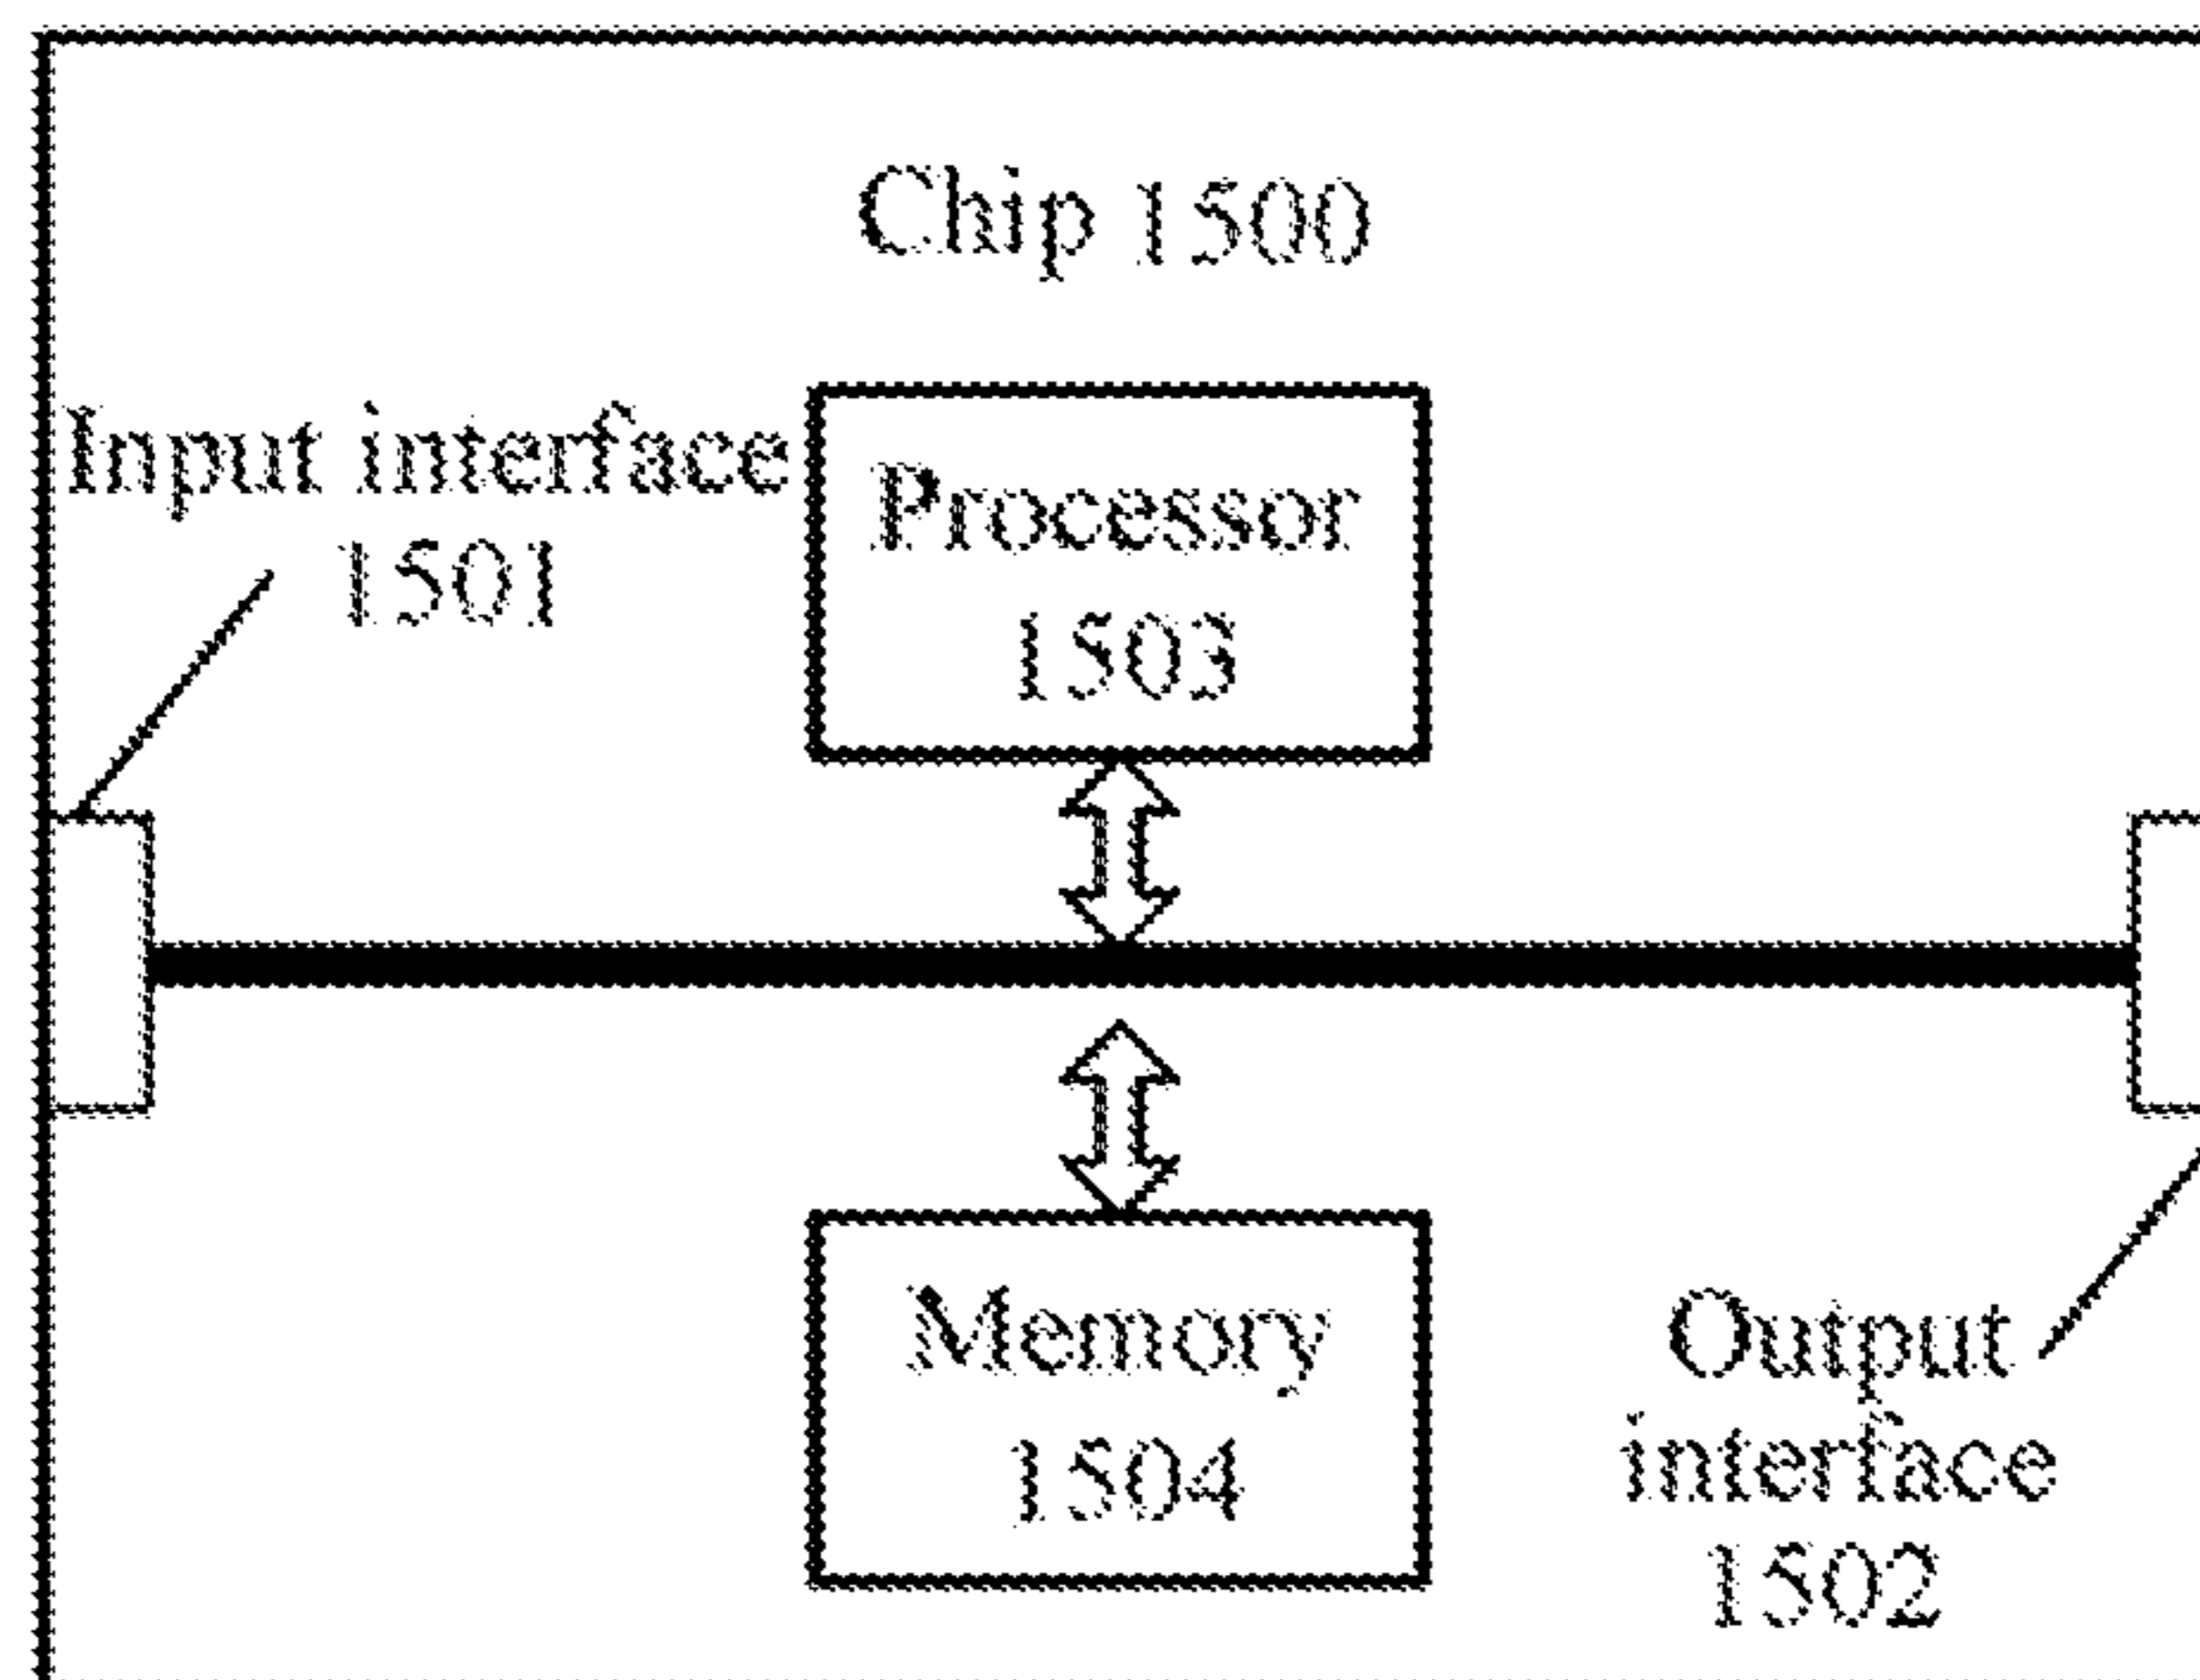 Chip 1500
Input interface
1501
Processor
1503
Memory
1504
Output
interface
1502